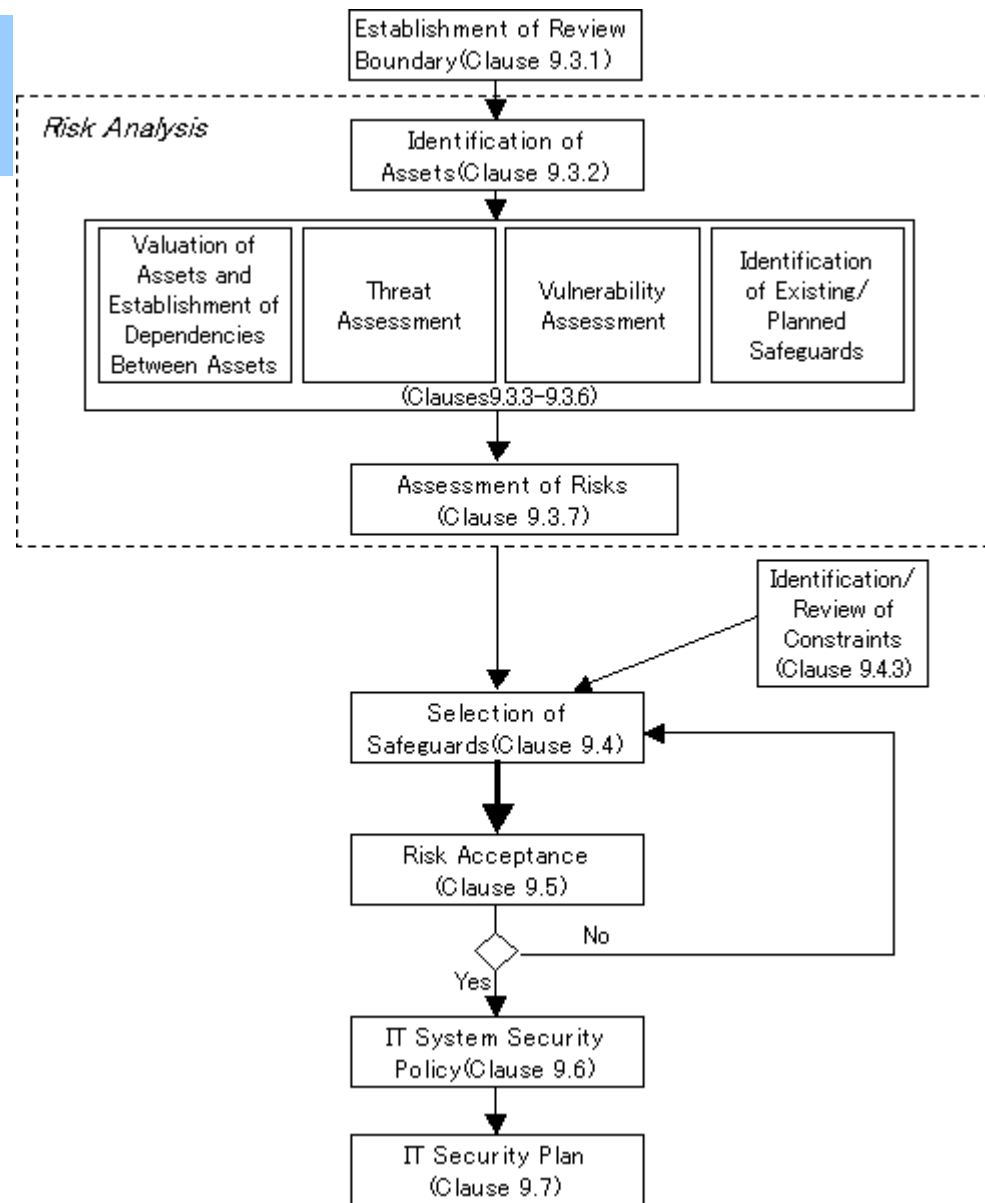 Establishment of Review
Boundary(Clause 9.3.1)
Risk Analysis
Identification of
Assets(Clause 9.3.2)
Valuation of
Assets and
Establishment of
Dependencies
Between Assets
Threat
Assessment
Vulnerability
Assessment
Identification
of Existing/
Planned
Safeguards
(Clauses9.3.3-9.3.6)
Assessment of Risks
(Clause 9.3.7)
Identification/
Review of
Constraints
(Clause 9.4.3)
Selection of
Safeguards(Clause 9.4)
Risk Acceptance
(Clause 9.5)
No
Yes
IT System Security
Policy(Clause 9.6)
IT Security Plan
(Clause 9.7)